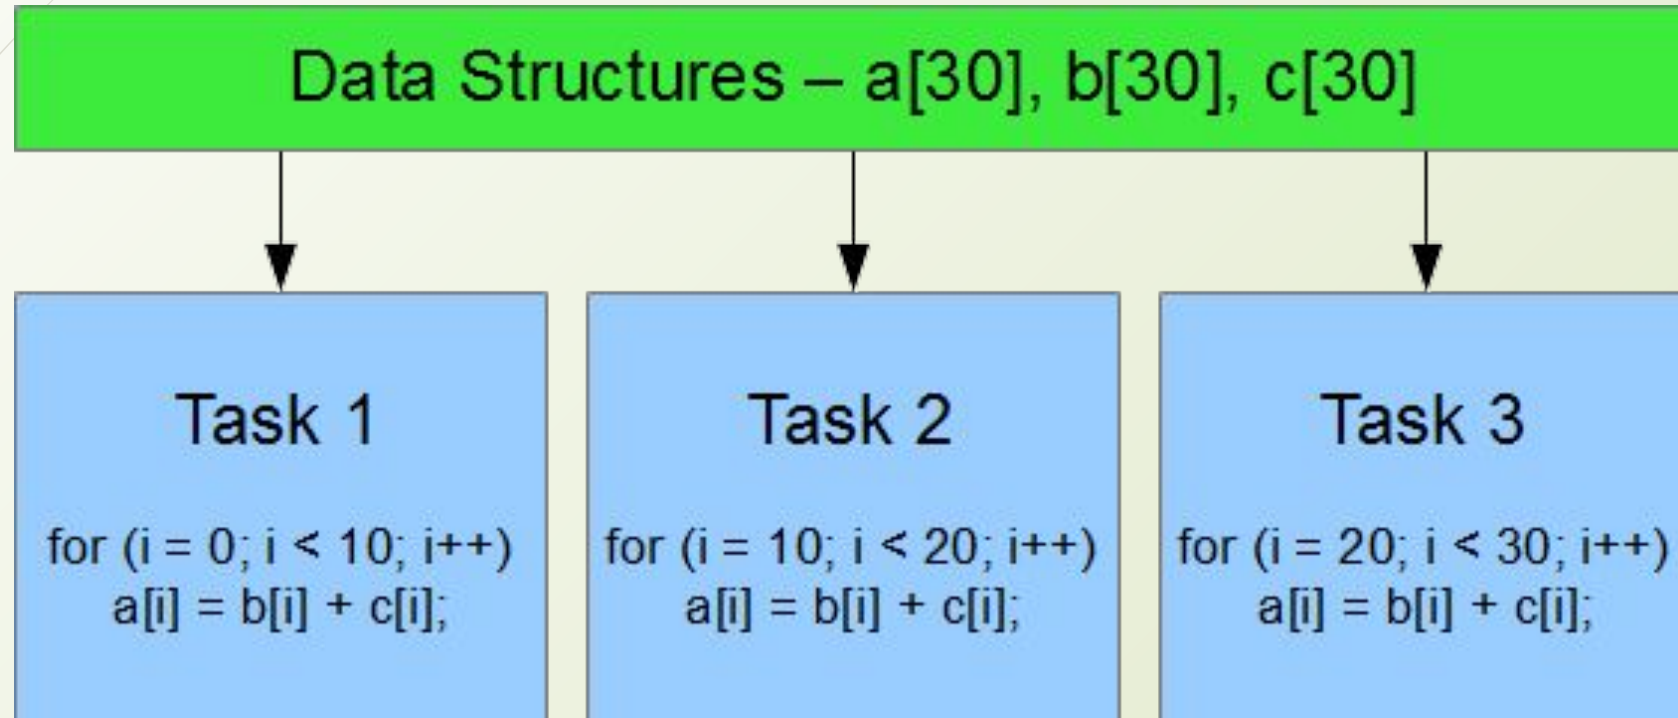 Data Structures – a[30], b[30], c[30]
Task 1
for (i = 0; i < 10; i++)
a[i] = b[i] + c[i];
Task 2
for (i = 10; i < 20; i++)
a[i] = b[i] + c[i];
Task 3
for (i = 20; i < 30; i++)
a[i] = b[i] + c[i];